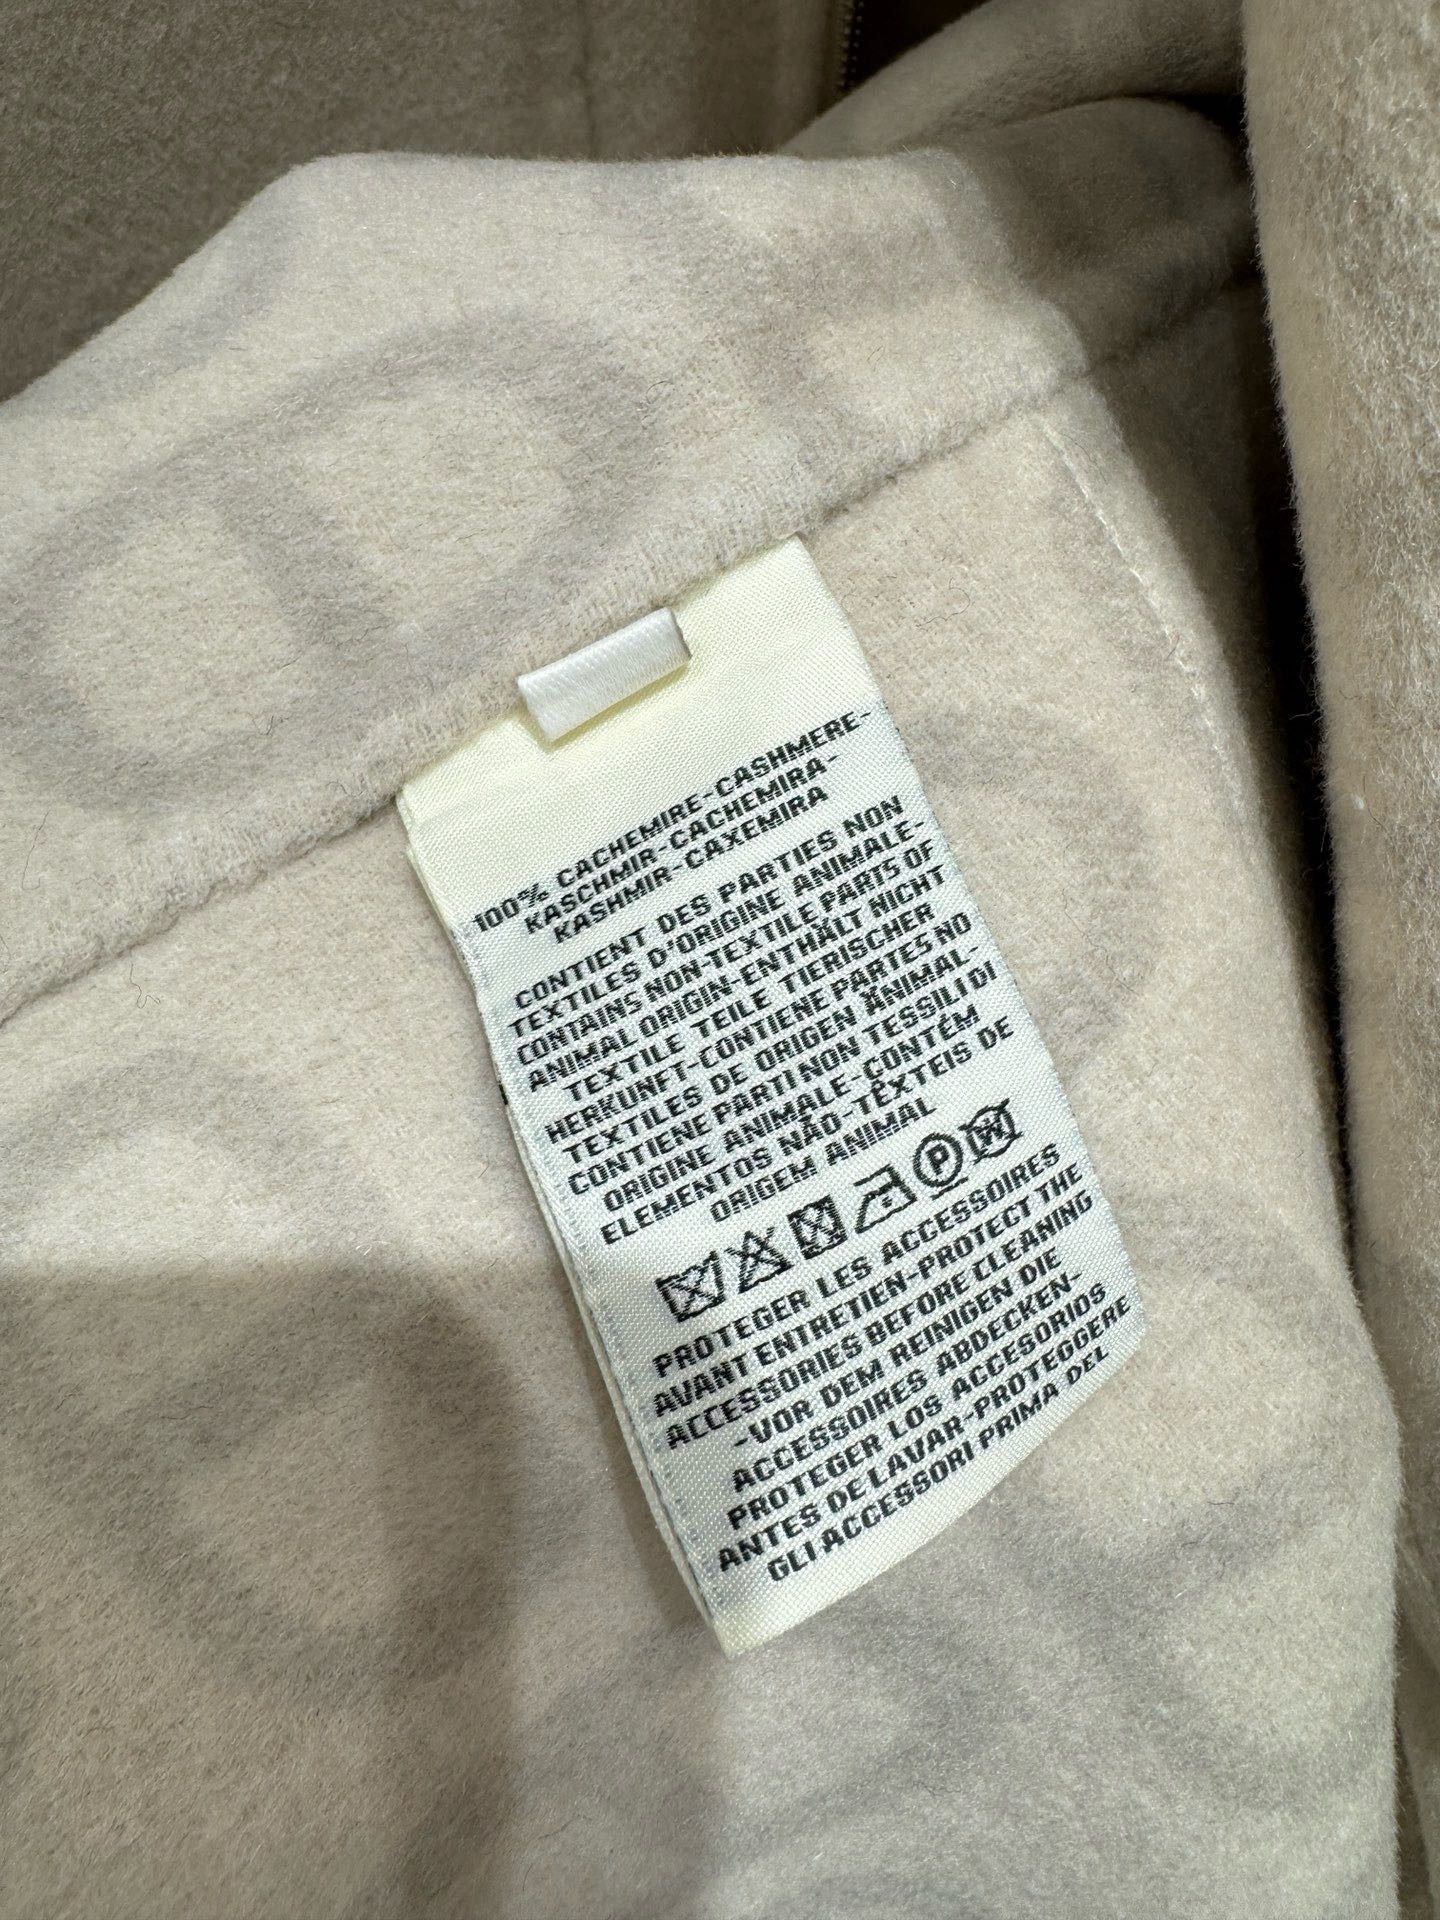 100% CACHEMIRE-CASHMERE-
KASCHMIR-CACHEMIRA-
KASHMIR-CAXEMIRA
CONTIENT DES PARTIES NON
TEXTILES D'ORIGINE ANIMALE-
CONTAINS NON-TEXTILE PARTS OF
ANIMAL ORIGIN-ENTHÄLT NICHT
TEXTILE TEILE TIERISCHER
HERKUNFT-CONTIENE PARTES NO
TEXTILES DE ORIGEN ANIMAL-
CONTIENE PARTI NON TESSILI DI
ORIGINE ANIMALE-CONTÉM
ELEMENTOS NÃO-TÊXTEIS DE
ORIGEM ANIMAL
P W
PROTEGER LES ACCESSOIRES
AVANT ENTRETIEN-PROTECT THE
ACCESSORIES BEFORE CLEANING
-VOR DEM REINIGEN DIE
ACCESSOIRES ABDECKEN-
PROTEGER LOS ACCESORIOS
ANTES DE LAVAR-PROTEGGERE
GLI ACCESSORI PRIMA DEL